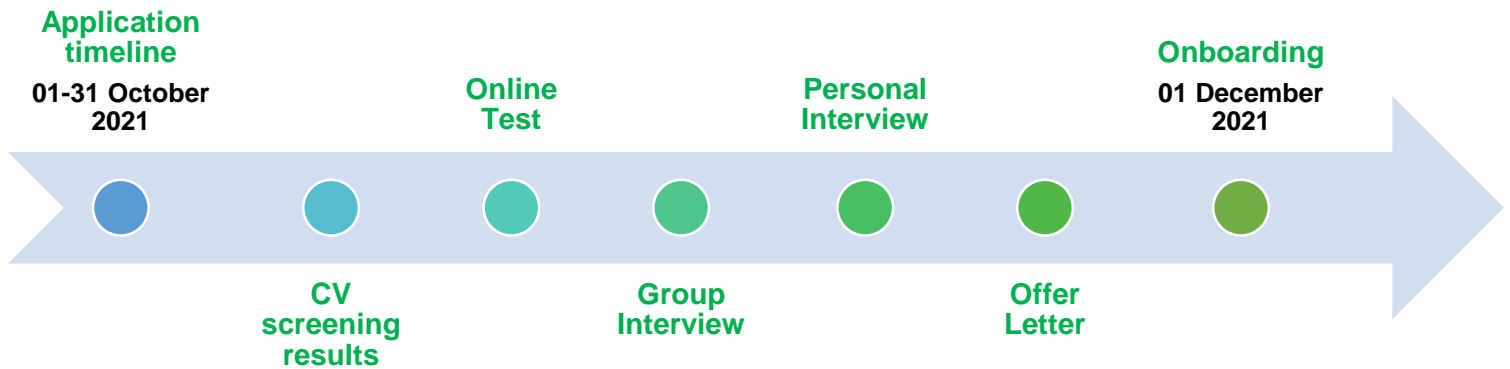 Application
timeline
01-31 October
2021
CV
screening
results
Online
Test
Group
Interview
Personal
Interview
Offer
Letter
Onboarding
01 December
2021